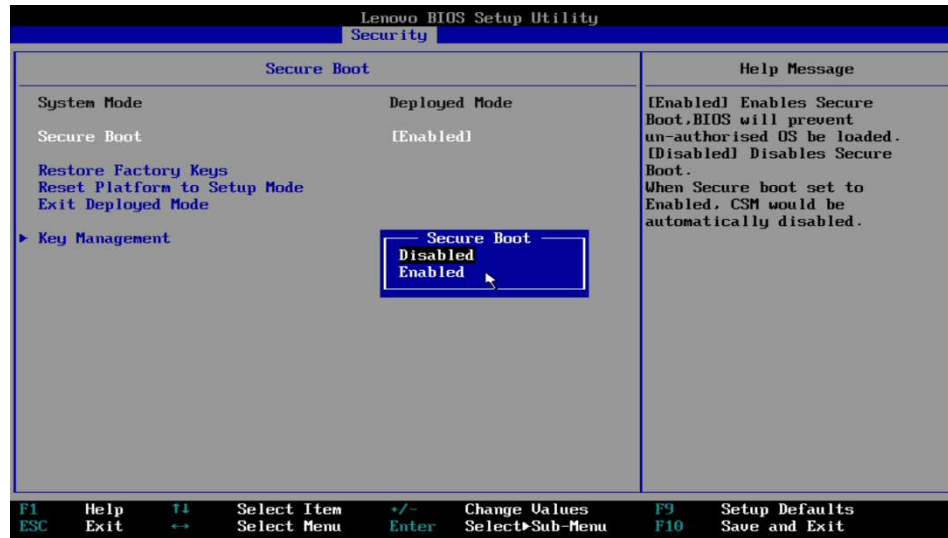 Lenovo BIOS Setup Utility
Security
Secure Boot
Help Message
System Mode Deployed Mode
Secure Boot [Enabled]
Restore Factory Keys
Reset Platform to Setup Mode
Exit Deployed Mode
Key Management
Secure Boot
Disabled
Enabled
[Enabled] Enables Secure
Boot,BIOS will prevent
un-authorised OS be loaded.
[Disabled] Disables Secure
Boot.
When Secure boot set to
Enabled, CSM would be
automatically disabled.
F1 Help ↑↓ Select Item +/- Change Values F9 Setup Defaults
ESC Exit ↔ Select Menu Enter Select▶Sub-Menu F10 Save and Exit